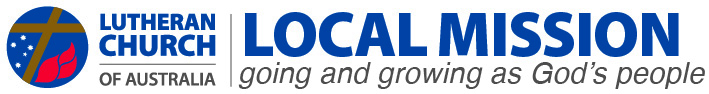 LUTHERAN
CHURCH
OF AUSTRALIA
LOCAL MISSION
going and growing as God's people